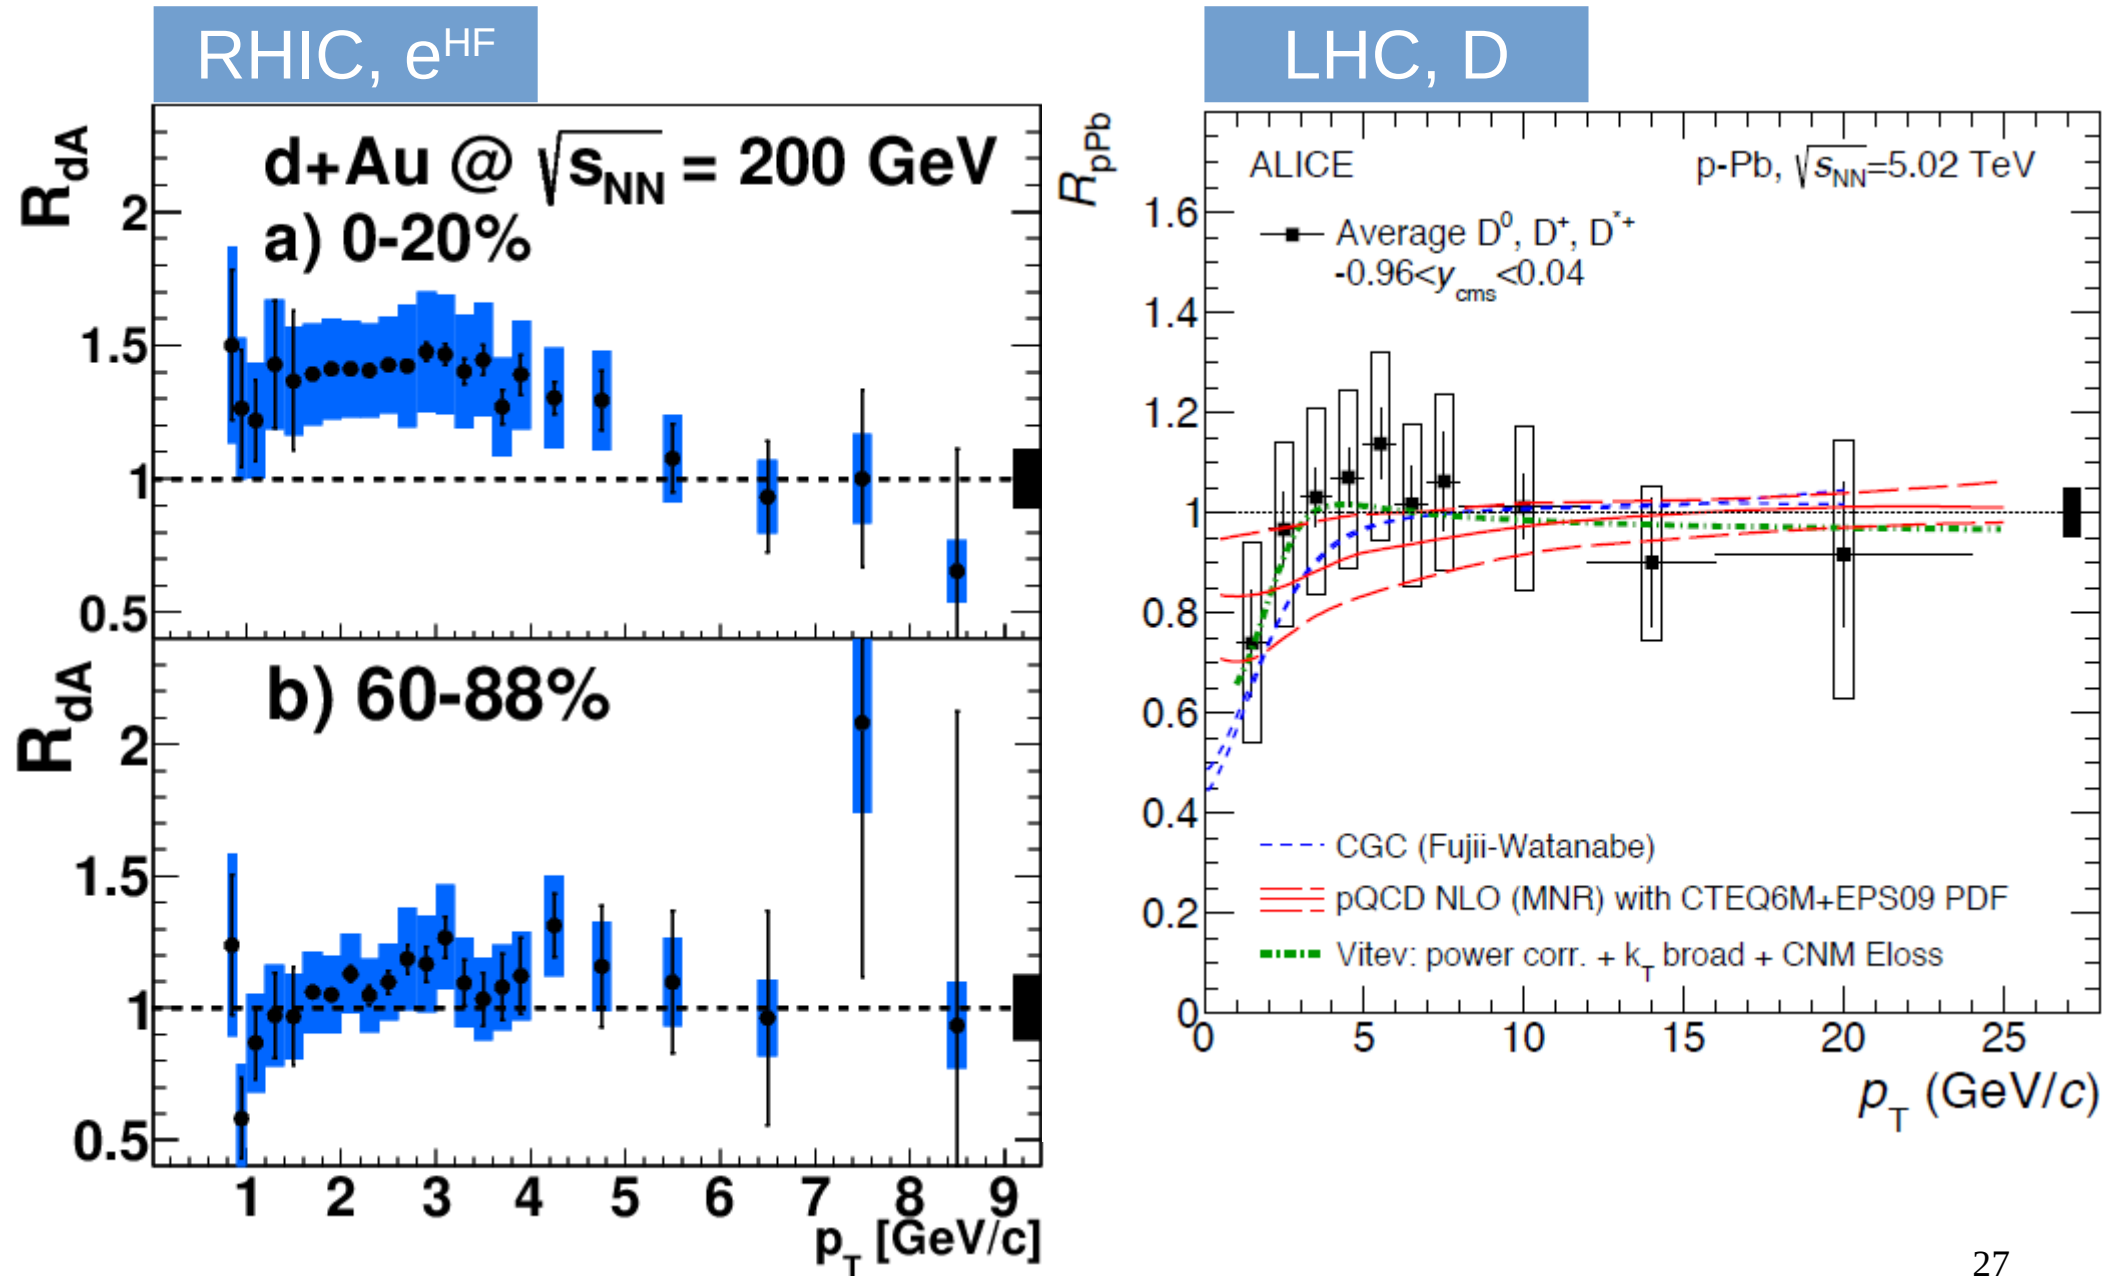 RHIC, e^HF
R_dA
d+Au @ √s_NN = 200 GeV
a) 0-20%
2
1.5
1
0.5
R_dA
b) 60-88%
2
1.5
1
0.5
1 2 3 4 5 6 7 8 9
p_T [GeV/c]
LHC, D
R_pPb
ALICE
p-Pb, √s_NN=5.02 TeV
Average D^0, D^+, D^*+
-0.96<y_cms<0.04
1.6
1.4
1.2
1
0.8
0.6
0.4
0.2
0
CGC (Fujii-Watanabe)
pQCD NLO (MNR) with CTEQ6M+EPS09 PDF
Vitev: power corr. + k_T broad + CNM Eloss
0 5 10 15 20 25
p_T (GeV/c)
27